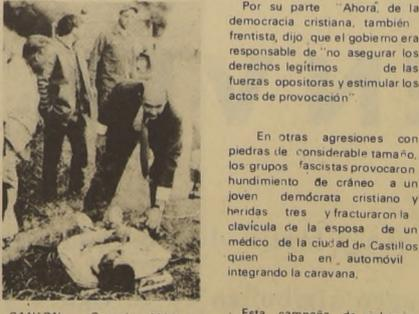 Por su parte "Ahora, de la
democracia cristiana, también
frentista, dijo que el gobierno era
responsable de "no asegurar los
derechos legítimos de las
fuerzas opositoras y estimular los
actos de provocación"
En otras agresiones con
piedras de considerable tamaño,
los grupos fascistas provocaron
hundimiento de cráneo a un
joven demócrata cristiano y
heridas tres y fracturaron la
clavícula de la esposa de un
médico de la ciudad de Castillos
quien iba en automóvil
integrando la caravana.
Esta campaña de